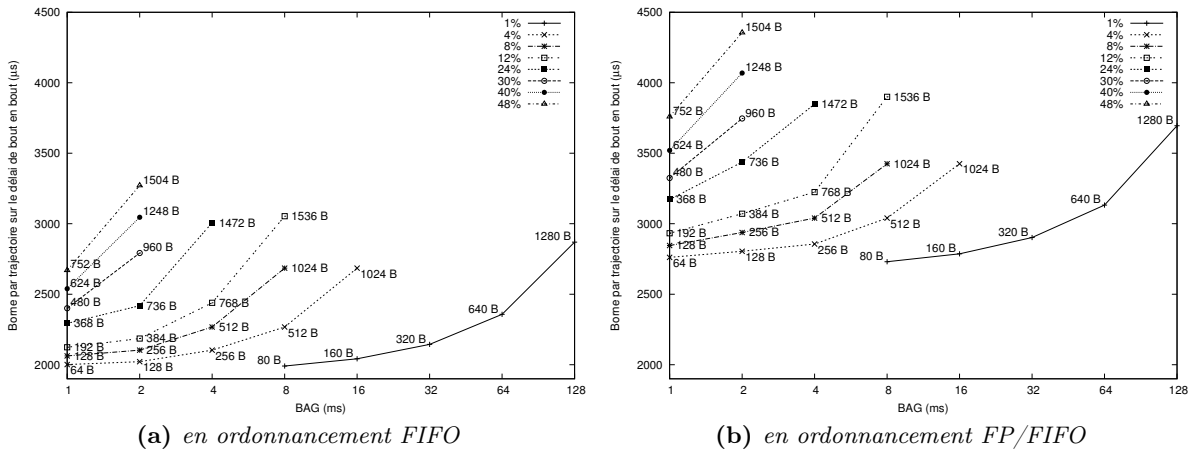 4500
4000
3500
3000
2500
2000
Borne par trajectoire sur le délai de bout en bout (µs)
1 2 4 8 16 32 64 128
BAG (ms)
1%
4%
8%
12%
24%
30%
40%
48%
1504 B
1248 B
960 B
1472 B
1536 B
752 B
624 B
480 B
368 B
736 B
768 B
1024 B
1024 B
1280 B
192 B
384 B
128 B
256 B
512 B
64 B
128 B
256 B
512 B
80 B
160 B
320 B
640 B
(a) en ordonnancement FIFO
4500
4000
3500
3000
2500
2000
Borne par trajectoire sur le délai de bout en bout (µs)
1 2 4 8 16 32 64 128
BAG (ms)
1%
4%
8%
12%
24%
30%
40%
48%
1504 B
1248 B
960 B
1472 B
1536 B
752 B
624 B
480 B
368 B
736 B
768 B
1024 B
1024 B
1280 B
192 B
384 B
128 B
256 B
512 B
64 B
128 B
256 B
512 B
80 B
160 B
320 B
640 B
(b) en ordonnancement FP/FIFO